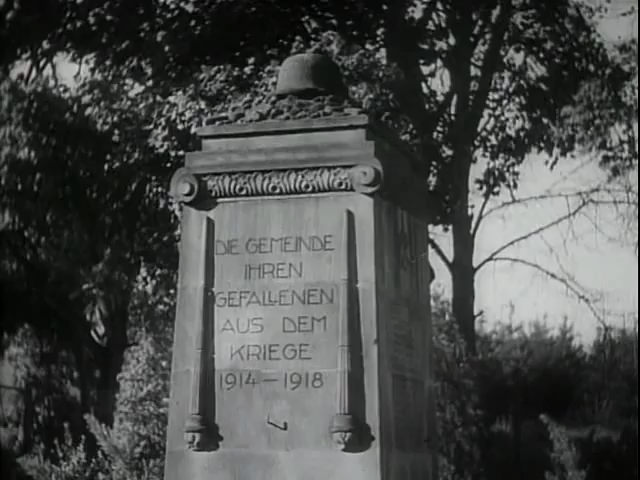 DIE GEMEINDE
IHREN
GEFALLENEN
AUS DEM
KRIEGE
1914-1918